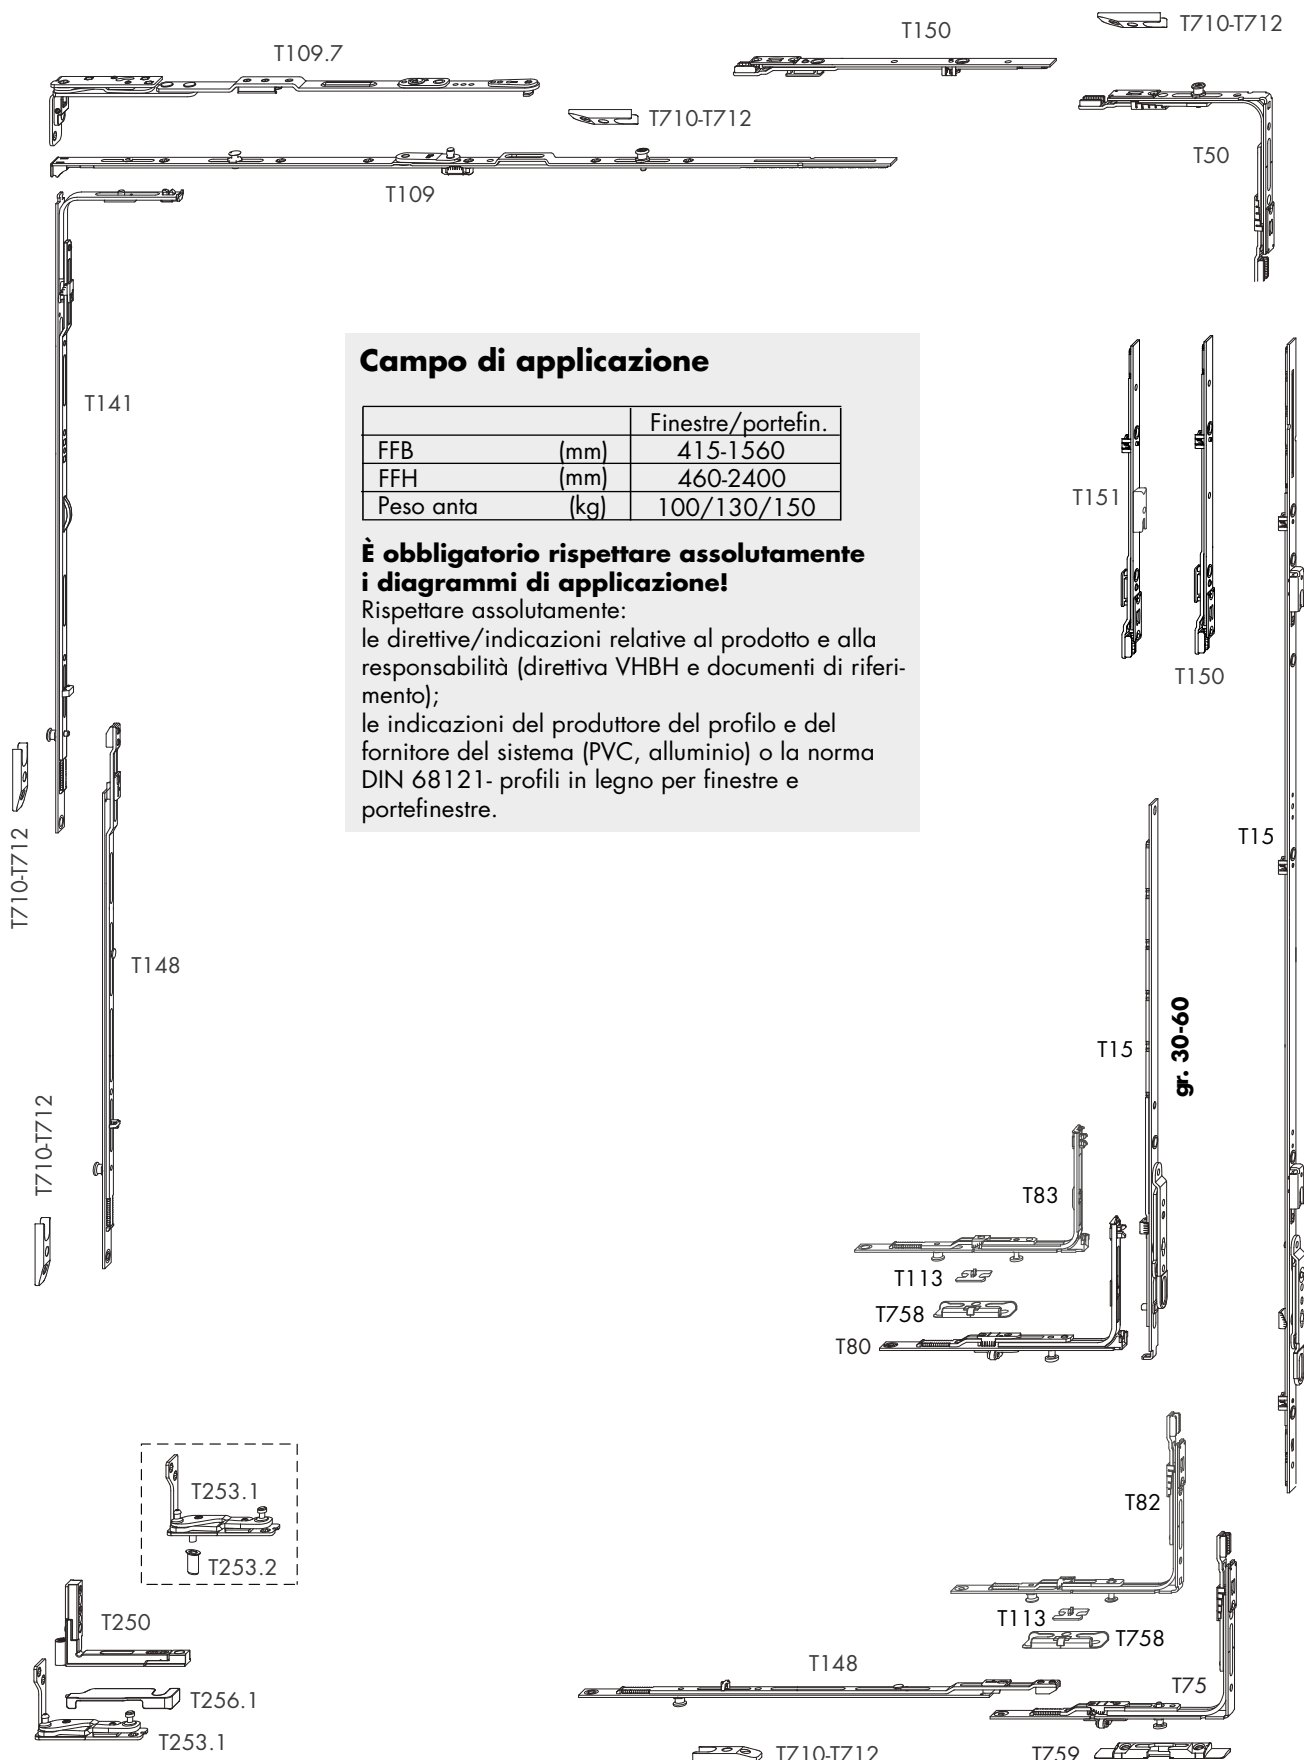 T150
T710-T712
T109.7
T710-T712
T50
T109
T141
Campo di applicazione
Finestre/portefin.
FFB (mm) 415-1560
FFH (mm) 460-2400
Peso anta (kg) 100/130/150
È obbligatorio rispettare assolutamente
i diagrammi di applicazione!
Rispettare assolutamente:
le direttive/indicazioni relative al prodotto e alla
responsabilità (direttiva VHBH e documenti di riferi-
mento);
le indicazioni del produttore del profilo e del
fornitore del sistema (PVC, alluminio) o la norma
DIN 68121- profili in legno per finestre e
portefinestre.
T151
T150
T15
T710-T712
T148
T15
gr. 30-60
T710-T712
T83
T113
T758
T80
T253.1
T253.2
T82
T250
T113
T758
T148
T75
T256.1
T253.1
T710-T712
T759